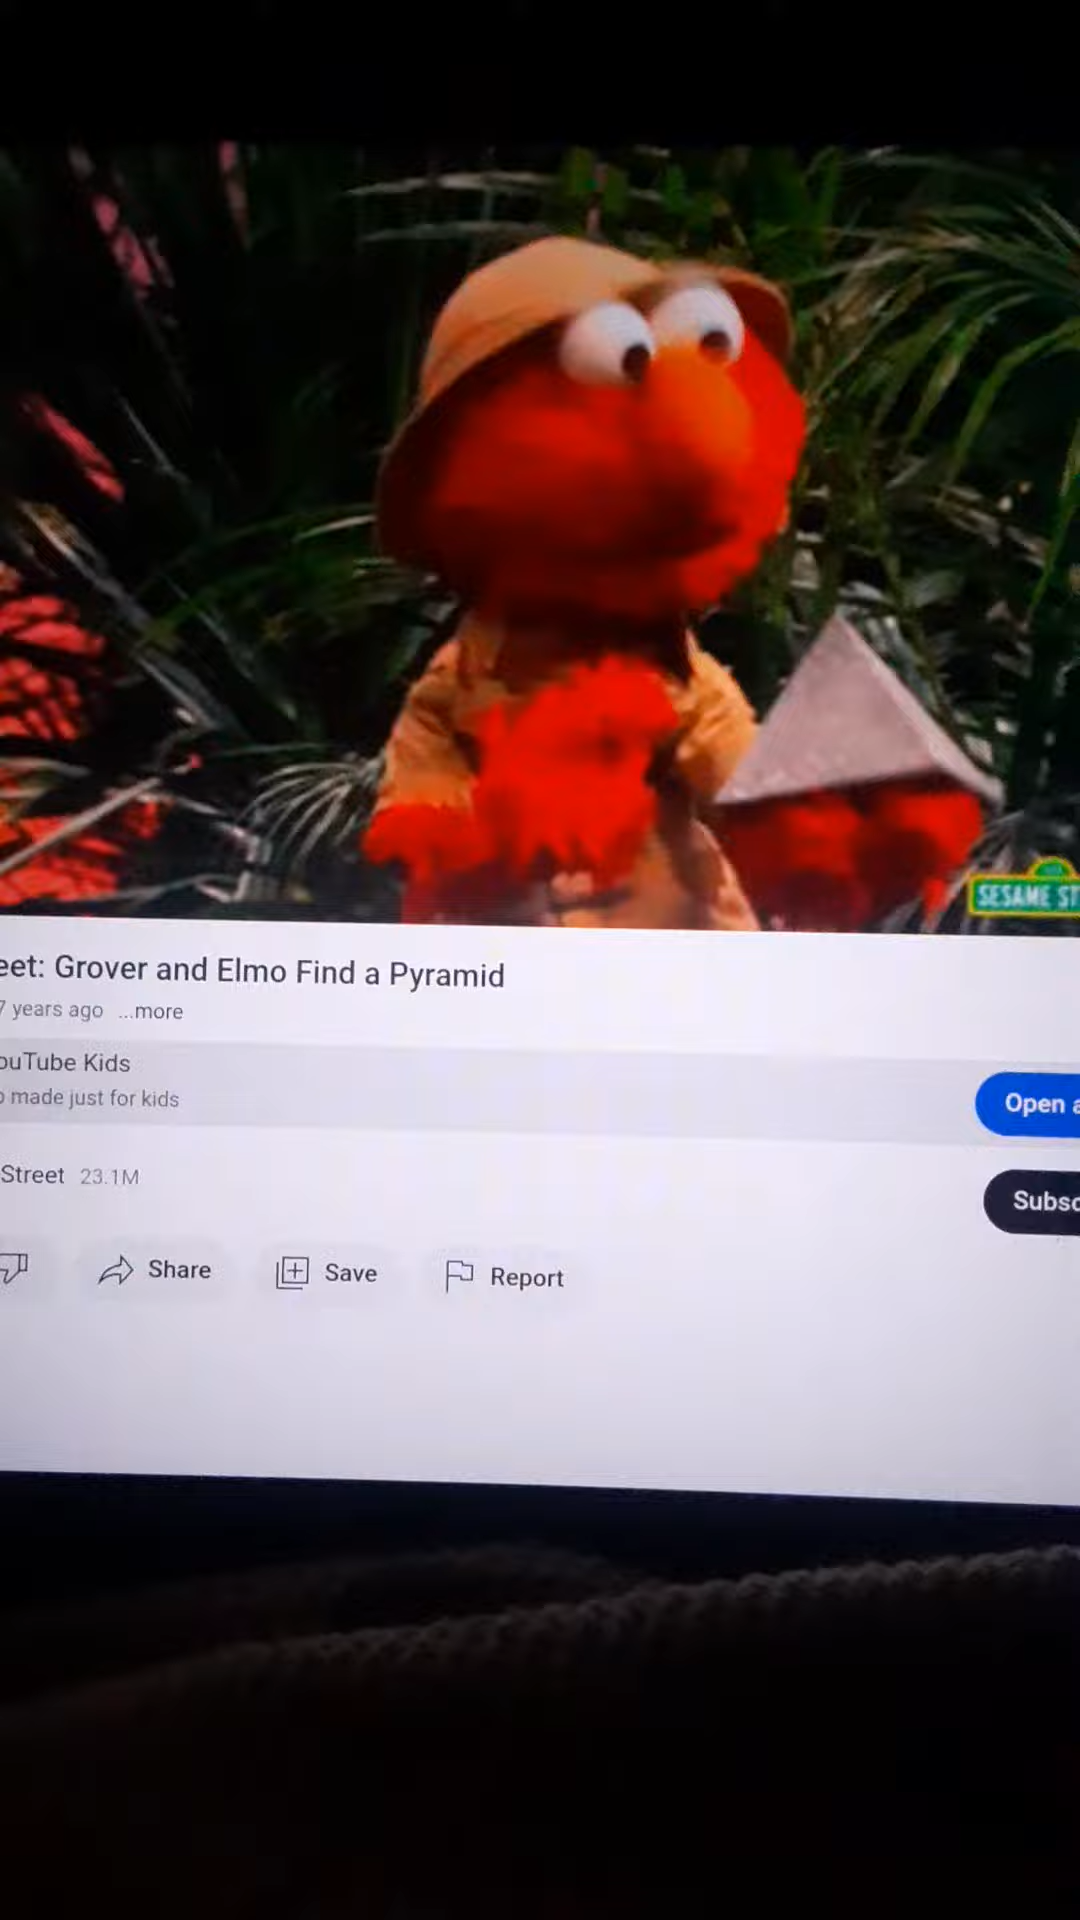 SESAME ST
eet: Grover and Elmo Find a Pyramid
7 years ago ...more
ouTube Kids
o made just for kids
Open a
Street 23.1M
Subsc
Share Save Report